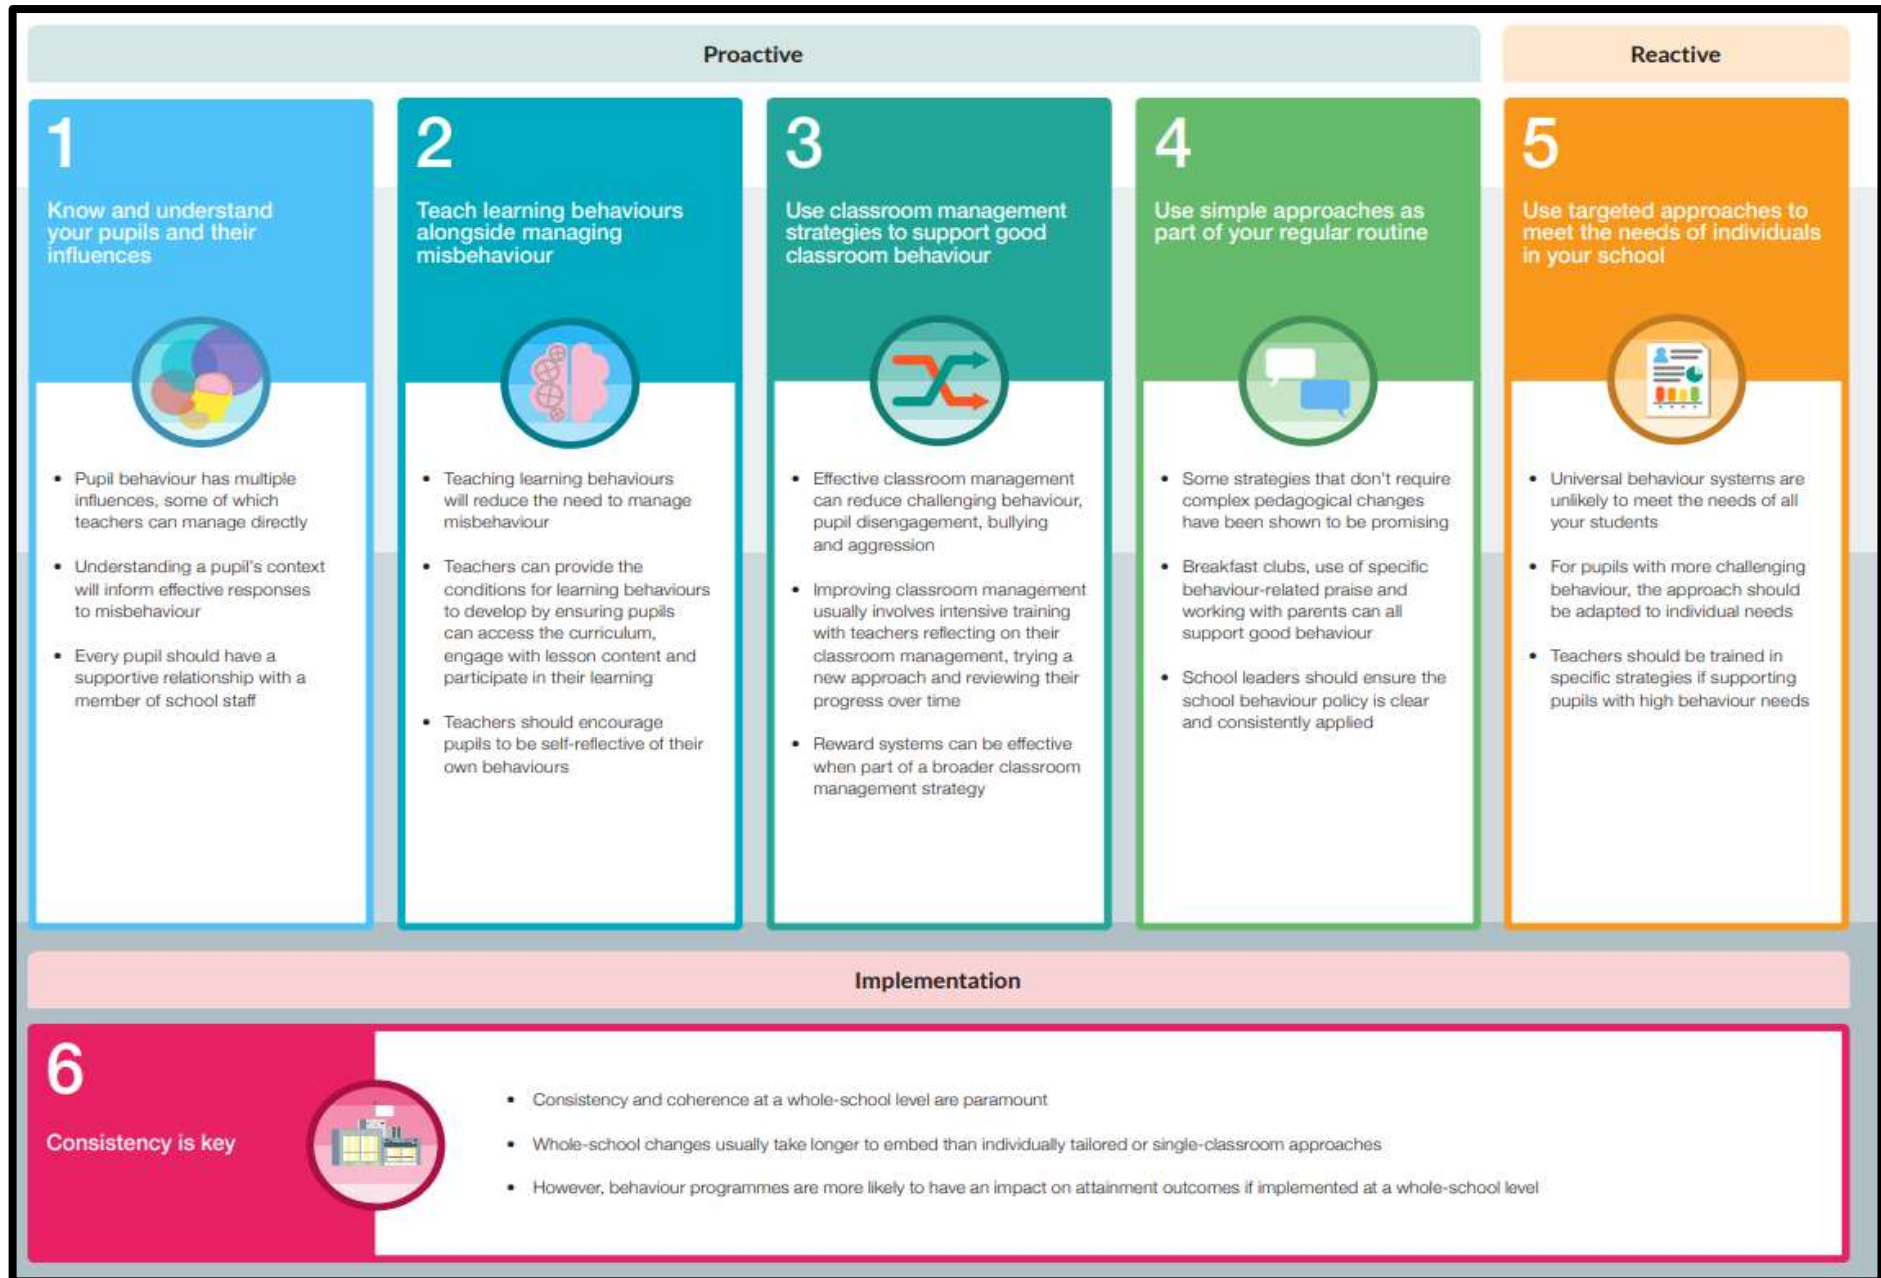 Proactive
Reactive
1
Know and understand
your pupils and their
influences
• Pupil behaviour has multiple
influences, some of which
teachers can manage directly
• Understanding a pupil's context
will inform effective responses
to misbehaviour
• Every pupil should have a
supportive relationship with a
member of school staff
2
Teach learning behaviours
alongside managing
misbehaviour
• Teaching learning behaviours
will reduce the need to manage
misbehaviour
• Teachers can provide the
conditions for learning behaviours
to develop by ensuring pupils
can access the curriculum,
engage with lesson content and
participate in their learning
• Teachers should encourage
pupils to be self-reflective of their
own behaviours
3
Use classroom management
strategies to support good
classroom behaviour
• Effective classroom management
can reduce challenging behaviour,
pupil disengagement, bullying
and aggression
• Improving classroom management
usually involves intensive training
with teachers reflecting on their
classroom management, trying a
new approach and reviewing their
progress over time
• Reward systems can be effective
when part of a broader classroom
management strategy
4
Use simple approaches as
part of your regular routine
• Some strategies that don't require
complex pedagogical changes
have been shown to be promising
• Breakfast clubs, use of specific
behaviour-related praise and
working with parents can all
support good behaviour
• School leaders should ensure the
school behaviour policy is clear
and consistently applied
5
Use targeted approaches to
meet the needs of individuals
in your school
• Universal behaviour systems are
unlikely to meet the needs of all
your students
• For pupils with more challenging
behaviour, the approach should
be adapted to individual needs
• Teachers should be trained in
specific strategies if supporting
pupils with high behaviour needs
Implementation
6
Consistency is key
• Consistency and coherence at a whole-school level are paramount
• Whole-school changes usually take longer to embed than individually tailored or single-classroom approaches
• However, behaviour programmes are more likely to have an impact on attainment outcomes if implemented at a whole-school level